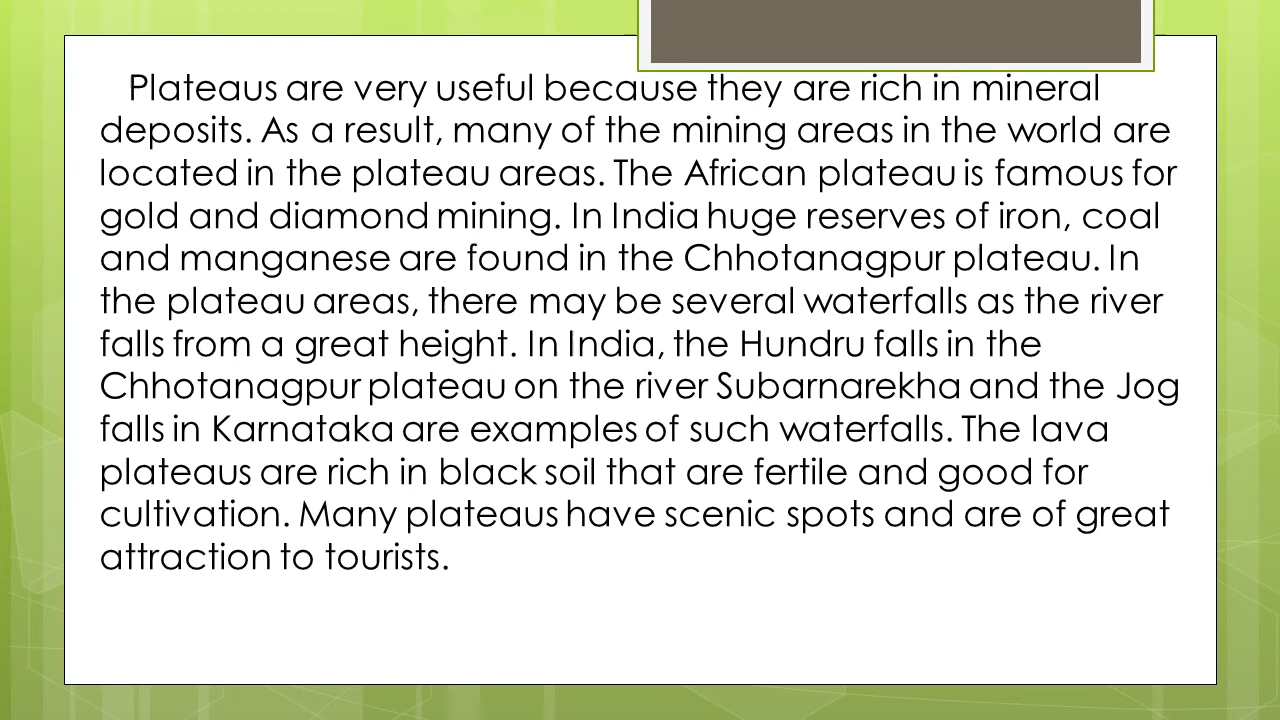 Plateaus are very useful because they are rich in mineral
deposits. As a result, many of the mining areas in the world are
located in the plateau areas. The African plateau is famous for
gold and diamond mining. In India huge reserves of iron, coal
and manganese are found in the Chhotanagpur plateau. In
the plateau areas, there may be several waterfalls as the river
falls from a great height. In India, the Hundru falls in the
Chhotanagpur plateau on the river Subarnarekha and the Jog
falls in Karnataka are examples of such waterfalls. The lava
plateaus are rich in black soil that are fertile and good for
cultivation. Many plateaus have scenic spots and are of great
attraction to tourists.